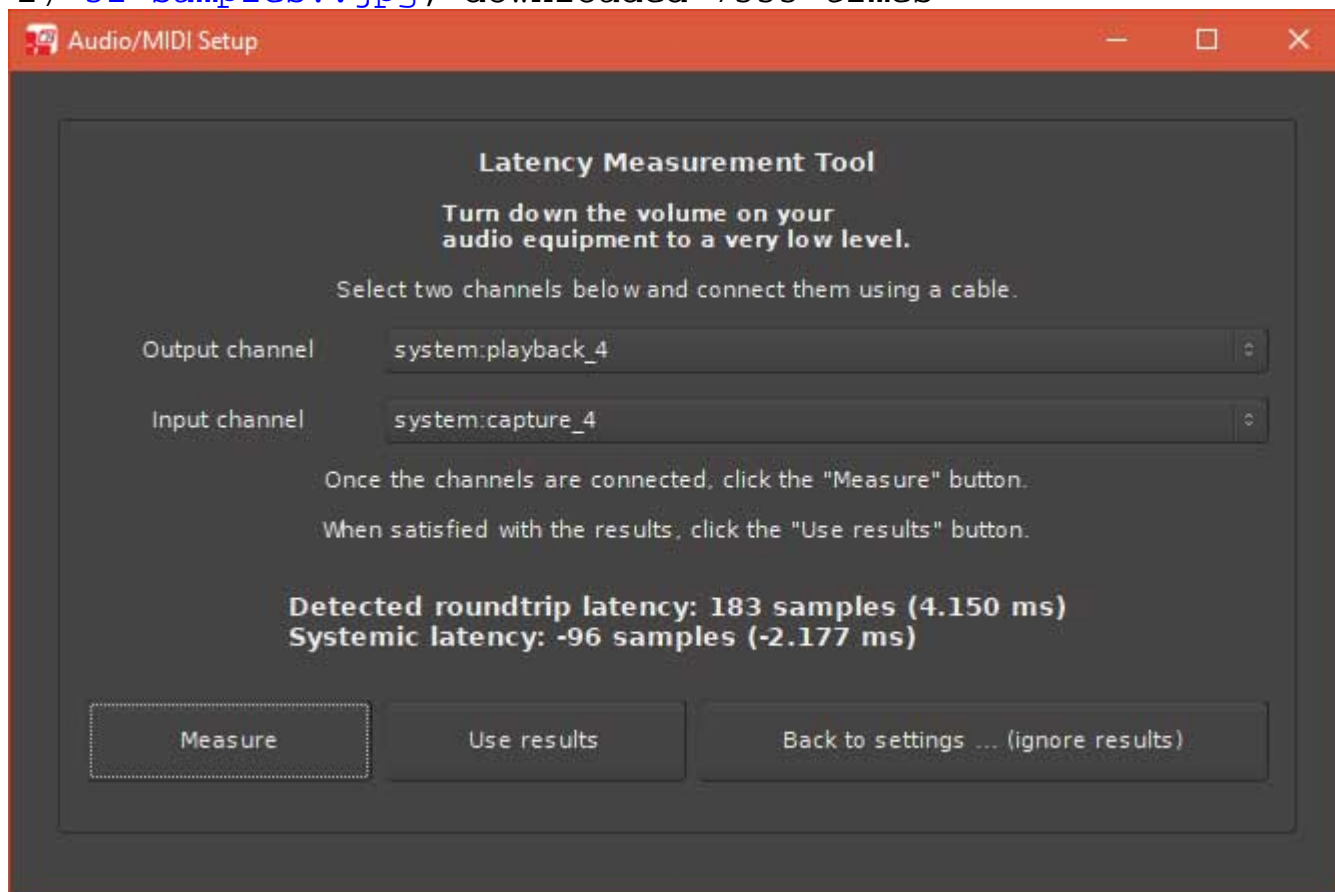 Audio/MIDI Setup
Latency Measurement Tool
Turn down the volume on your
audio equipment to a very low level.
Select two channels below and connect them using a cable.
Output channel system:playback_4
Input channel system:capture_4
Once the channels are connected, click the "Measure" button.
When satisfied with the results, click the "Use results" button.
Detected roundtrip latency: 183 samples (4.150 ms)
Systemic latency: -96 samples (-2.177 ms)
Measure Use results Back to settings ... (ignore results)